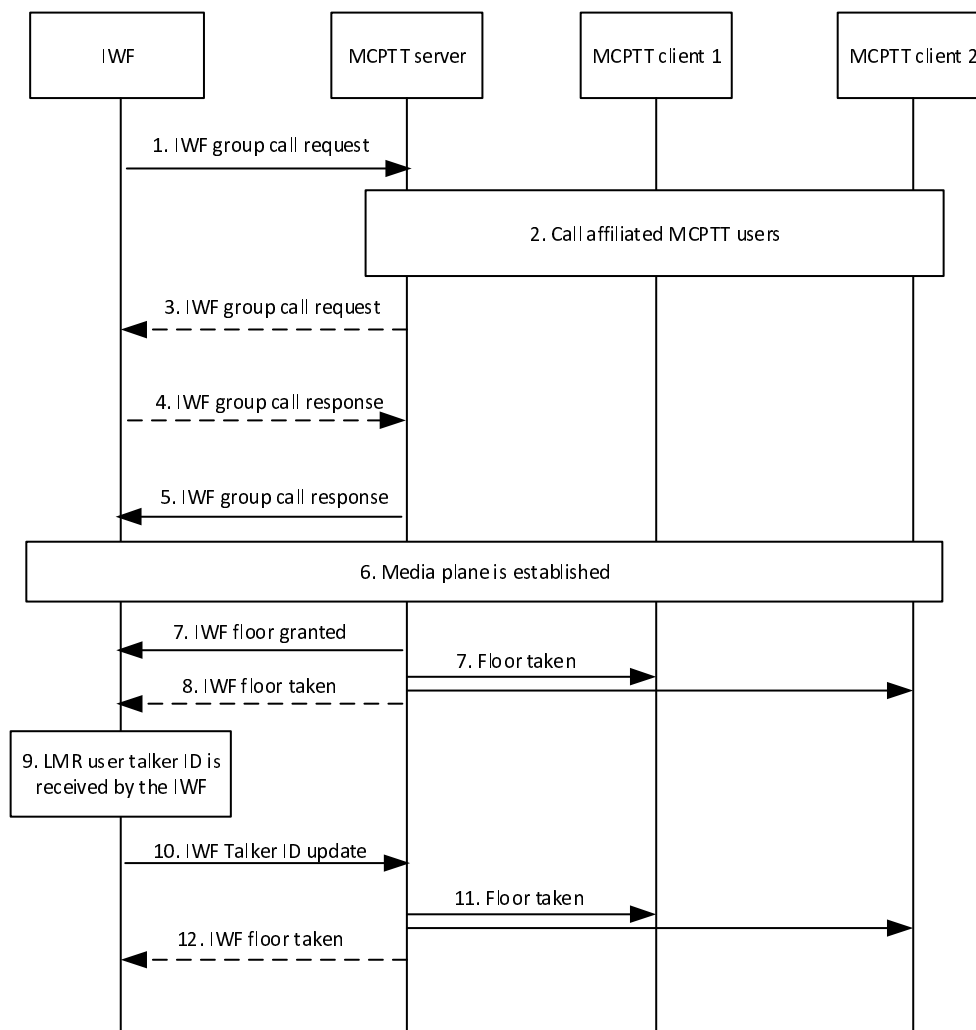 IWF
MCPTT server
MCPTT client 1
MCPTT client 2
1. IWF group call request
2. Call affiliated MCPTT users
3. IWF group call request
4. IWF group call response
5. IWF group call response
6. Media plane is established
7. IWF floor granted
7. Floor taken
8. IWF floor taken
9. LMR user talker ID is
received by the IWF
10. IWF Talker ID update
11. Floor taken
12. IWF floor taken